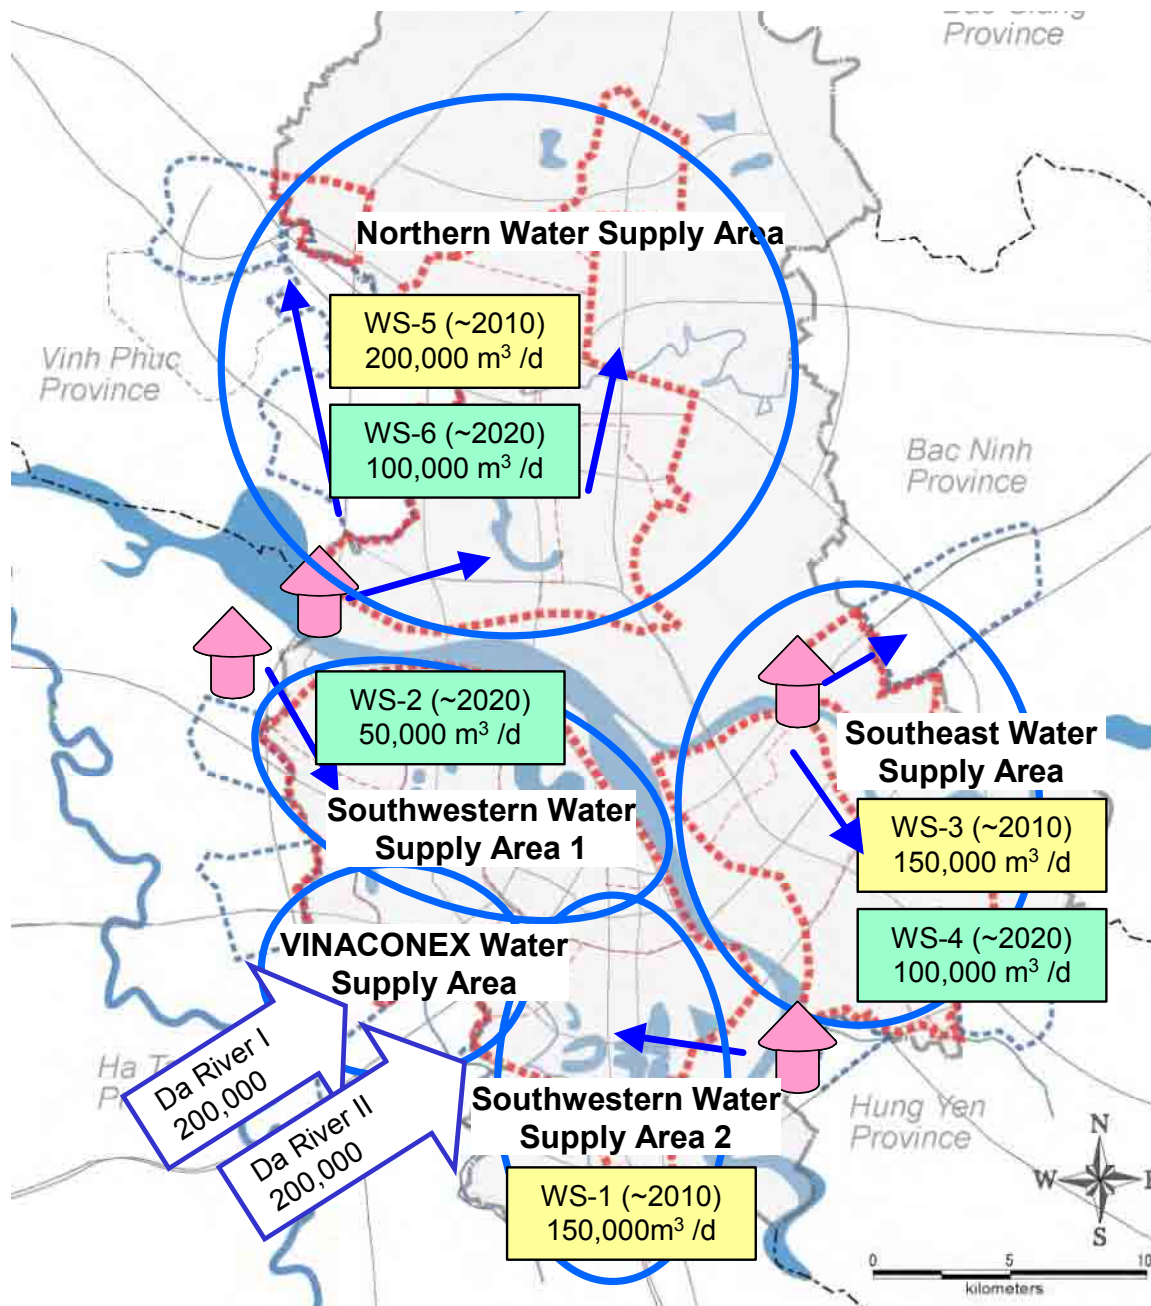 Province
Northern Water Supply Area
WS-5 (~2010)
200,000 m³ /d
Vinh Phuc
Province
WS-6 (~2020)
100,000 m³ /d
Bac Ninh
Province
WS-2 (~2020)
50,000 m³ /d
Southeast Water
Supply Area
Southwestern Water
Supply Area 1
WS-3 (~2010)
150,000 m³ /d
WS-4 (~2020)
100,000 m³ /d
VINACONEX Water
Supply Area
Da River I
200,000
Ha
Da River II
200,000
Southwestern Water
Supply Area 2
Hung Yen
Province
WS-1 (~2010)
150,000m³ /d
N
W
S
0 5 10
kilometers